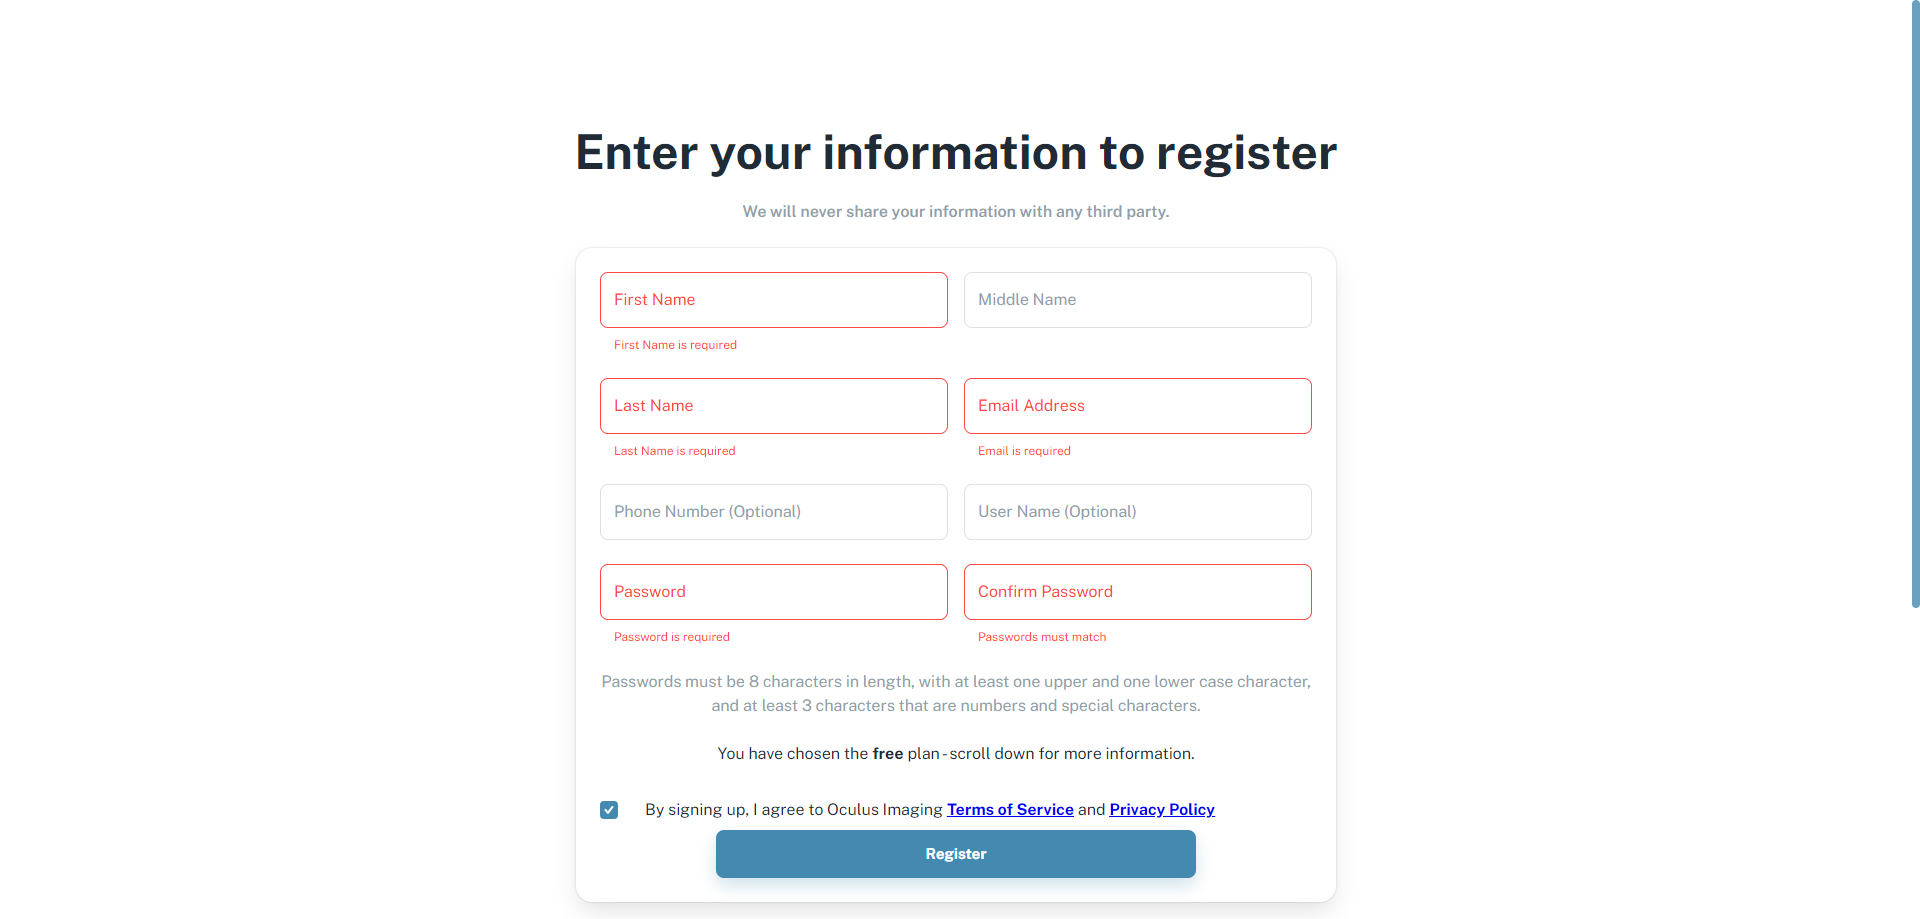 Enter your information to register
We will never share your information with any third party.
First Name
Middle Name
First Name is required
Last Name
Email Address
Last Name is required
Email is required
Phone Number (Optional)
User Name (Optional)
Password
Confirm Password
Password is required
Passwords must match
Passwords must be 8 characters in length, with at least one upper and one lower case character,
and at least 3 characters that are numbers and special characters.
You have chosen the free plan - scroll down for more information.
By signing up, I agree to Oculus Imaging Terms of Service and Privacy Policy
Register